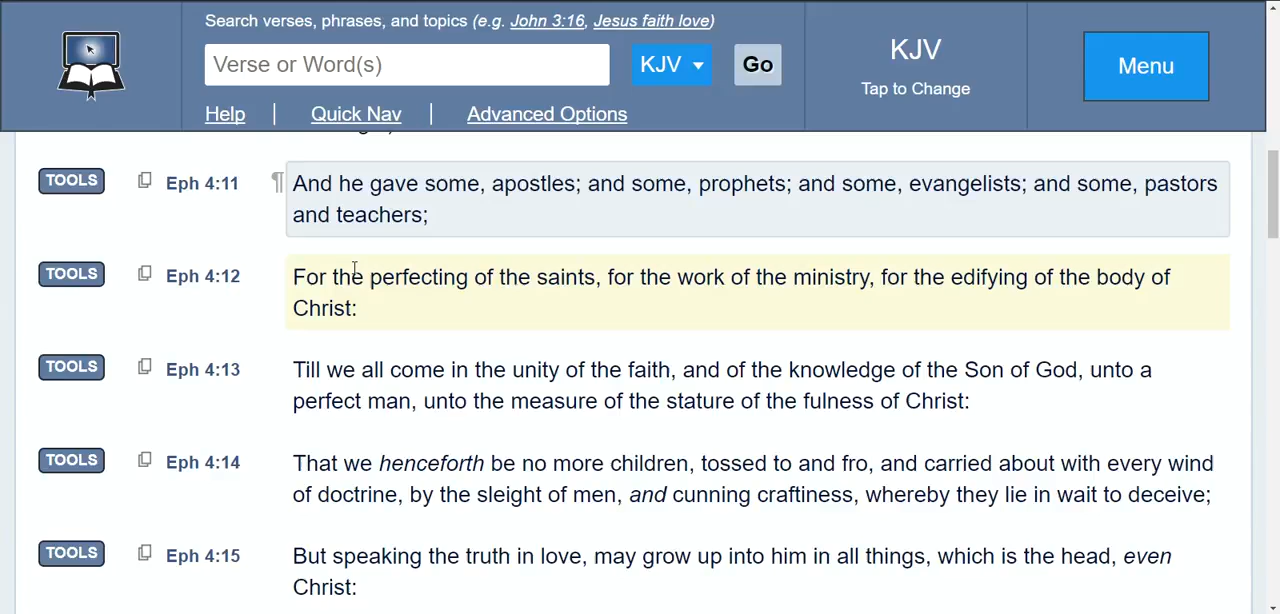 Search verses, phrases, and topics (e.g. John 3:16, Jesus faith love)
Verse or Word(s)
KJV
Go
KJV
Tap to Change
Menu
Help | Quick Nav | Advanced Options
TOOLS Eph 4:11 ¶ And he gave some, apostles; and some, prophets; and some, evangelists; and some, pastors
and teachers;
TOOLS Eph 4:12 For the perfecting of the saints, for the work of the ministry, for the edifying of the body of
Christ:
TOOLS Eph 4:13 Till we all come in the unity of the faith, and of the knowledge of the Son of God, unto a
perfect man, unto the measure of the stature of the fulness of Christ:
TOOLS Eph 4:14 That we henceforth be no more children, tossed to and fro, and carried about with every wind
of doctrine, by the sleight of men, and cunning craftiness, whereby they lie in wait to deceive;
TOOLS Eph 4:15 But speaking the truth in love, may grow up into him in all things, which is the head, even
Christ: